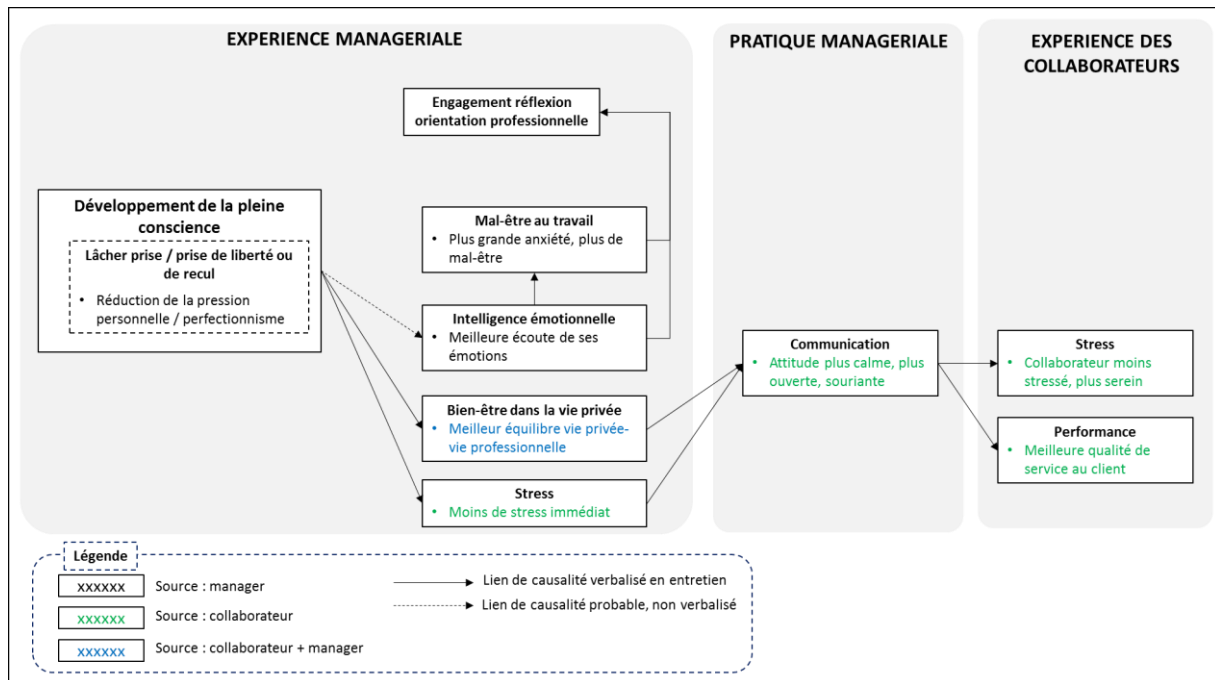 EXPERIENCE MANAGERIALE
PRATIQUE MANAGERIALE
EXPERIENCE DES
COLLABORATEURS
Engagement réflexion
orientation professionnelle
Développement de la pleine
conscience
Lâcher prise / prise de liberté ou
de recul
• Réduction de la pression
personnelle / perfectionnisme
Mal-être au travail
• Plus grande anxiété, plus de
mal-être
Intelligence émotionnelle
• Meilleure écoute de ses
émotions
Bien-être dans la vie privée
• Meilleur équilibre vie privée-
vie professionnelle
Stress
• Moins de stress immédiat
Communication
• Attitude plus calme, plus
ouverte, souriante
Stress
• Collaborateur moins
stressé, plus serein
Performance
• Meilleure qualité de
service au client
Légende
xxxxxx Source : manager
xxxxxx Source : collaborateur
xxxxxx Source : collaborateur + manager
Lien de causalité verbalisé en entretien
Lien de causalité probable, non verbalisé